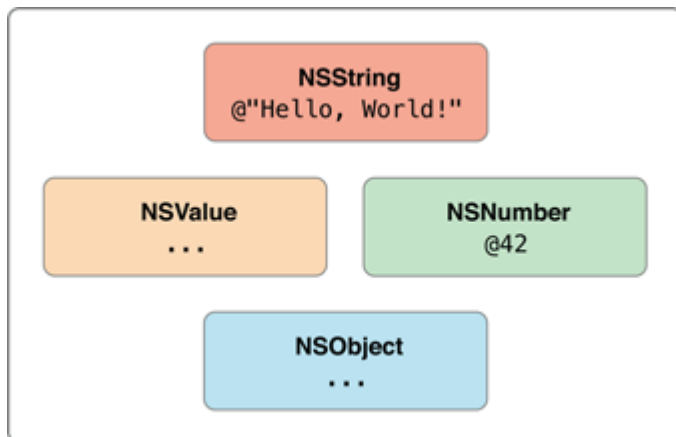 NSString
@"Hello, World!"
NSValue
...
NSNumber
@42
NSObject
...